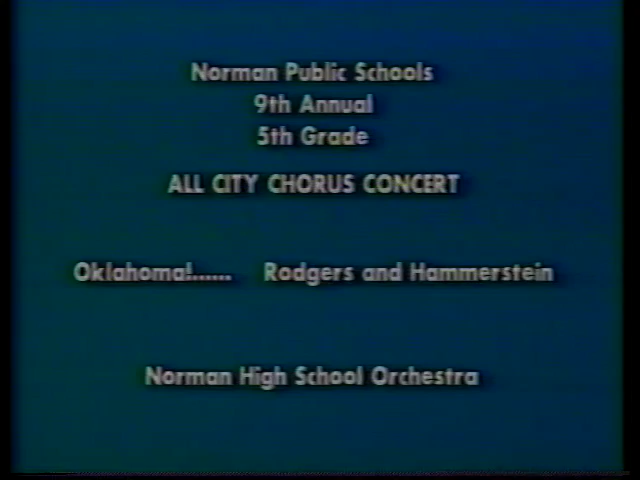 Norman Public Schools
9th Annual
5th Grade
ALL CITY CHORUS CONCERT
Oklahoma!...... Rodgers and Hammerstein
Norman High School Orchestra